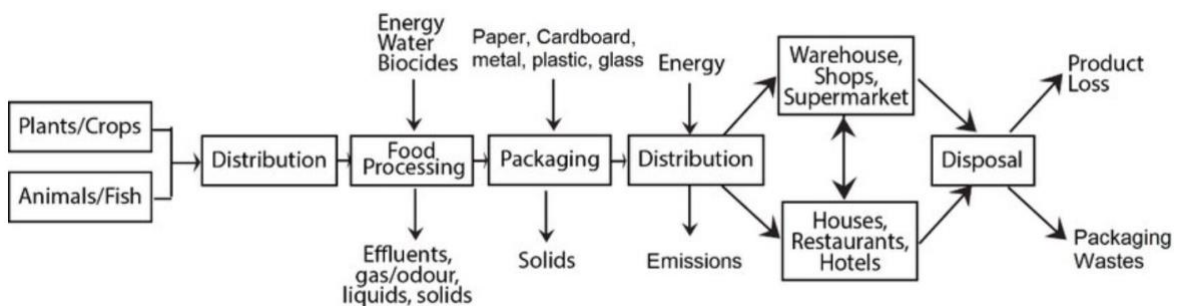 Plants/Crops
Animals/Fish
Distribution
Energy
Water
Biocides
Food
Processing
Effluents,
gas/odour,
liquids, solids
Paper, Cardboard,
metal, plastic, glass
Packaging
Solids
Energy
Distribution
Emissions
Warehouse,
Shops,
Supermarket
Houses,
Restaurants,
Hotels
Disposal
Product
Loss
Packaging
Wastes